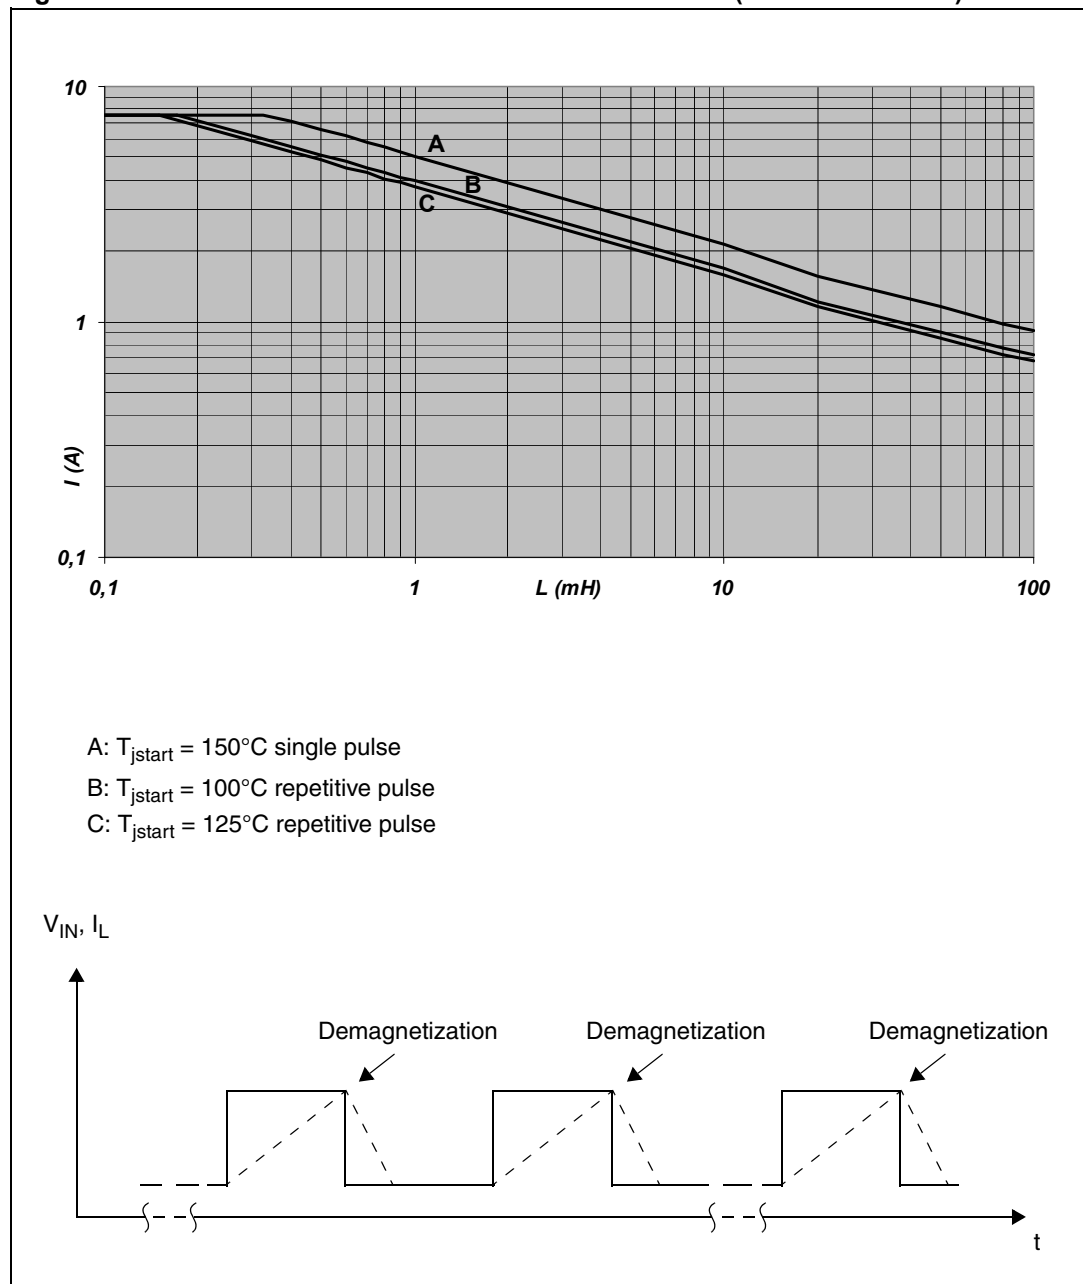 10
A
B
C
1
I (A)
0,1
0,1 1 L (mH) 10 100
A: Tjstart = 150°C single pulse
B: Tjstart = 100°C repetitive pulse
C: Tjstart = 125°C repetitive pulse
VIN, IL
Demagnetization Demagnetization Demagnetization
t